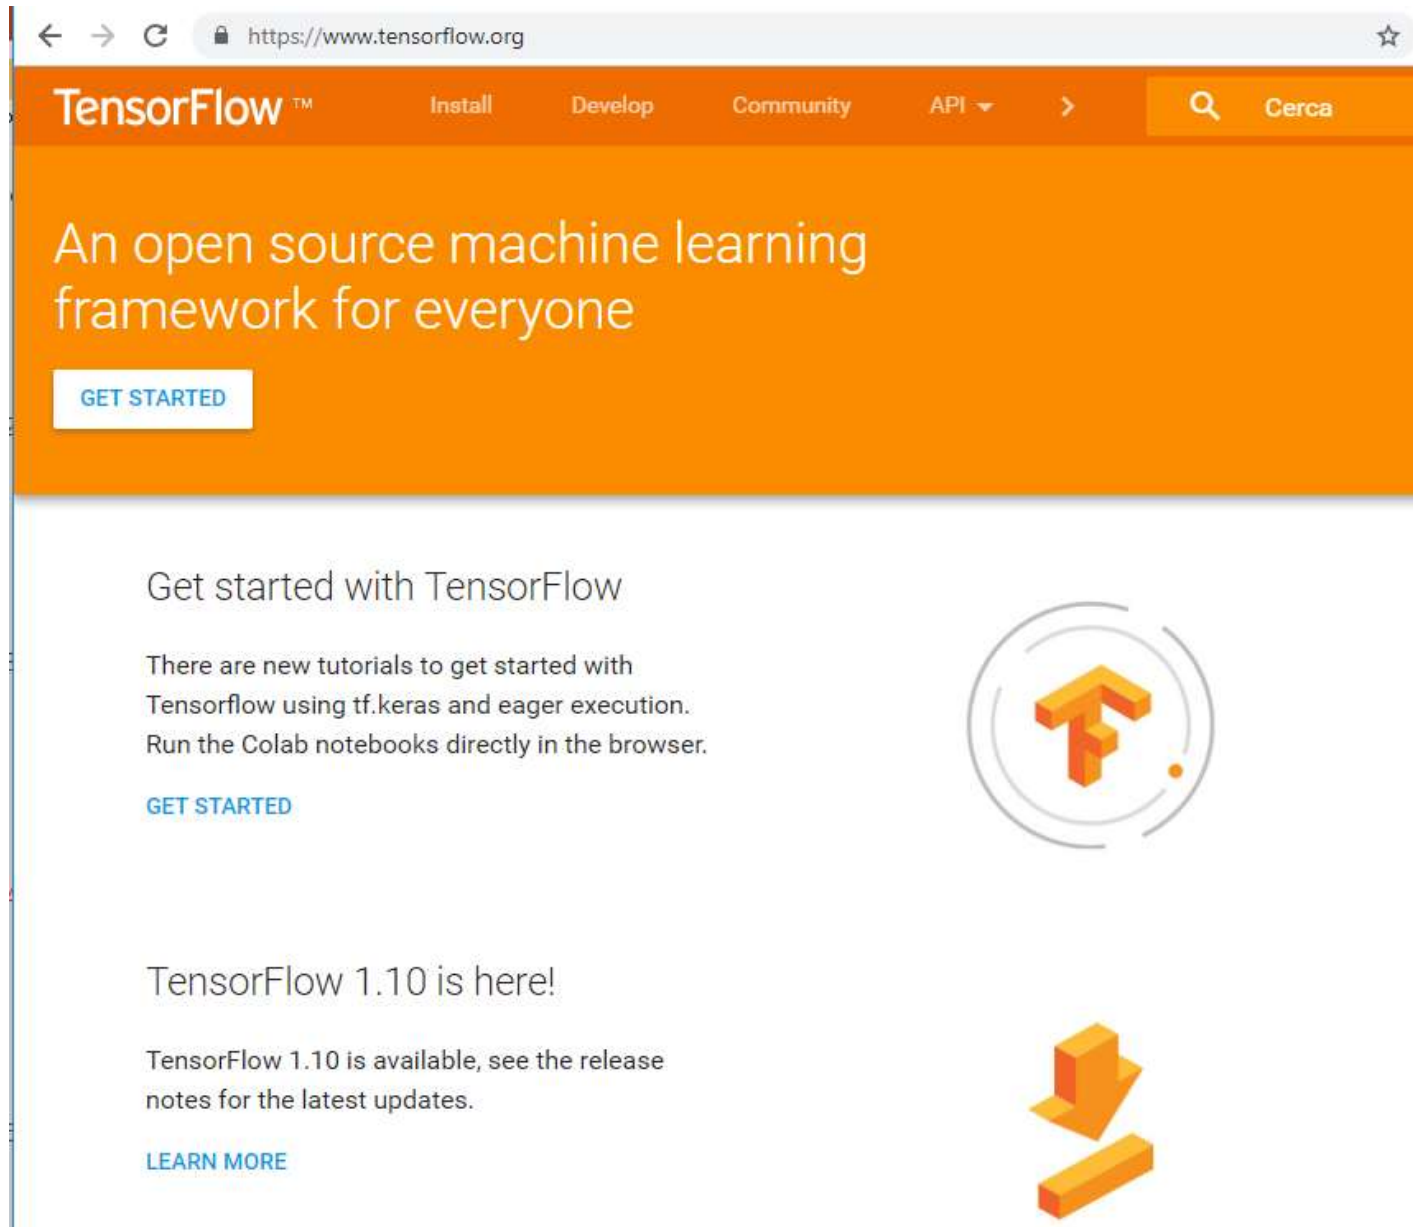 https://www.tensorflow.org
TensorFlow ™ Install Develop Community API Cerca
An open source machine learning
framework for everyone
GET STARTED
Get started with TensorFlow
There are new tutorials to get started with
Tensorflow using tf.keras and eager execution.
Run the Colab notebooks directly in the browser.
GET STARTED
TensorFlow 1.10 is here!
TensorFlow 1.10 is available, see the release
notes for the latest updates.
LEARN MORE